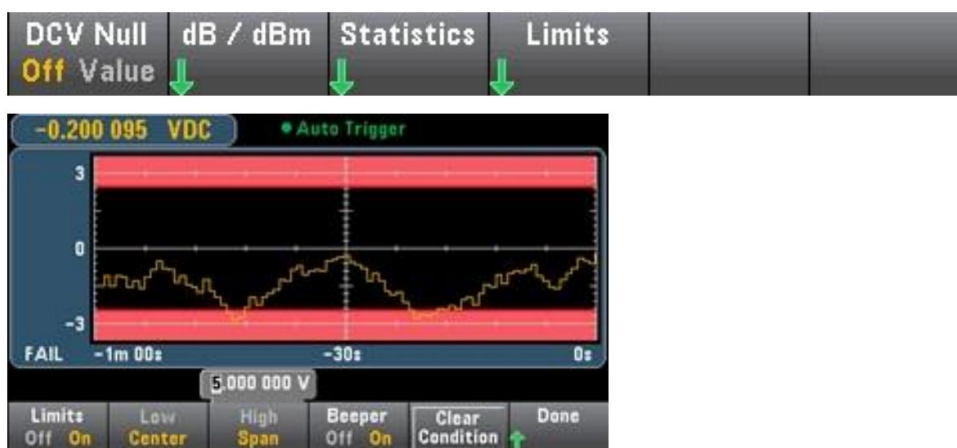 DCV Null dB / dBm Statistics Limits
Off Value
-0.200 095 VDC Auto Trigger
3
0
-3
FAIL -1m 00s -30s 0s
5.000 000 V
Limits Low High Beeper Clear Done
Off On Center Span Off On Condition